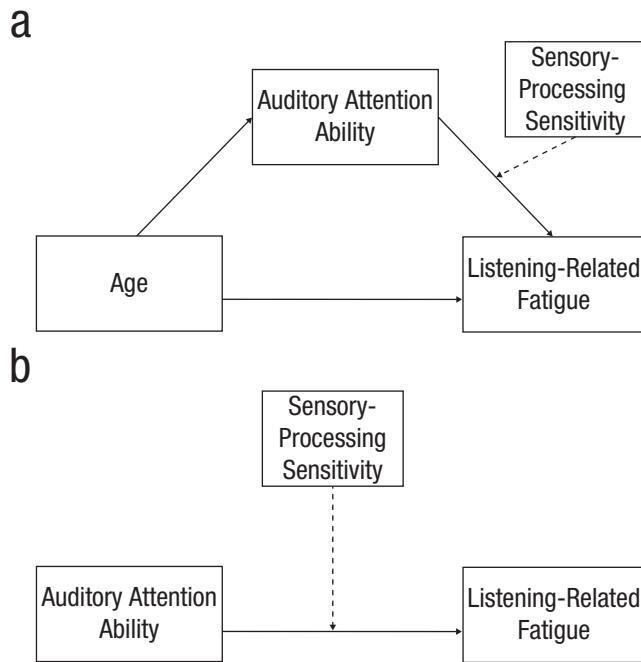 a
Sensory-
Processing
Sensitivity
Auditory Attention
Ability
Age
Listening-Related
Fatigue
b
Sensory-
Processing
Sensitivity
Auditory Attention
Ability
Listening-Related
Fatigue